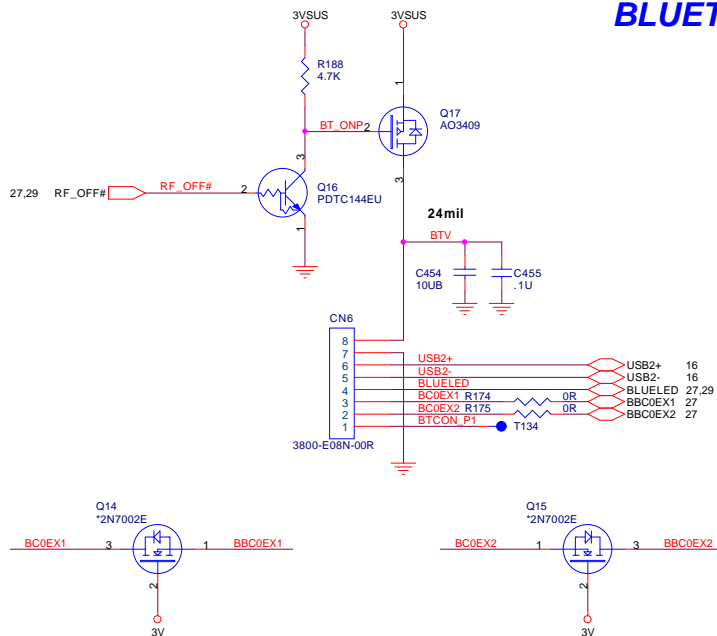 BLUET
3VSUS
3VSUS
R188
4.7K
1
Q17
AO3409
BT_ONP
2
3
3
27,29 RF_OFF# RF_OFF# 2
Q16
PDTC144EU
1
24mil
BTV
C454
10UB
C455
.1U
CN6
8
7
6 USB2+ USB2+ 16
5 USB2- USB2- 16
4 BLUELED BLUELED 27,29
3 BC0EX1 R174 0R BBC0EX1 27
2 BC0EX2 R175 0R BBC0EX2 27
1 BTCON_P1 T134
3800-E08N-00R
Q14
*2N7002E
BC0EX1 3 1 BBC0EX1
2
3V
Q15
*2N7002E
BC0EX2 1 3 BBCEX2
2
3V